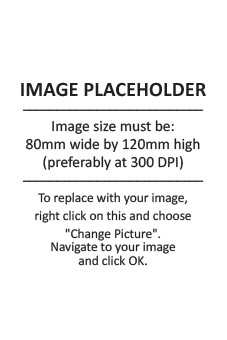 IMAGE PLACEHOLDER
Image size must be:
80mm wide by 120mm high
(preferably at 300 DPI)
To replace with your image,
right click on this and choose
"Change Picture".
Navigate to your image
and click OK.